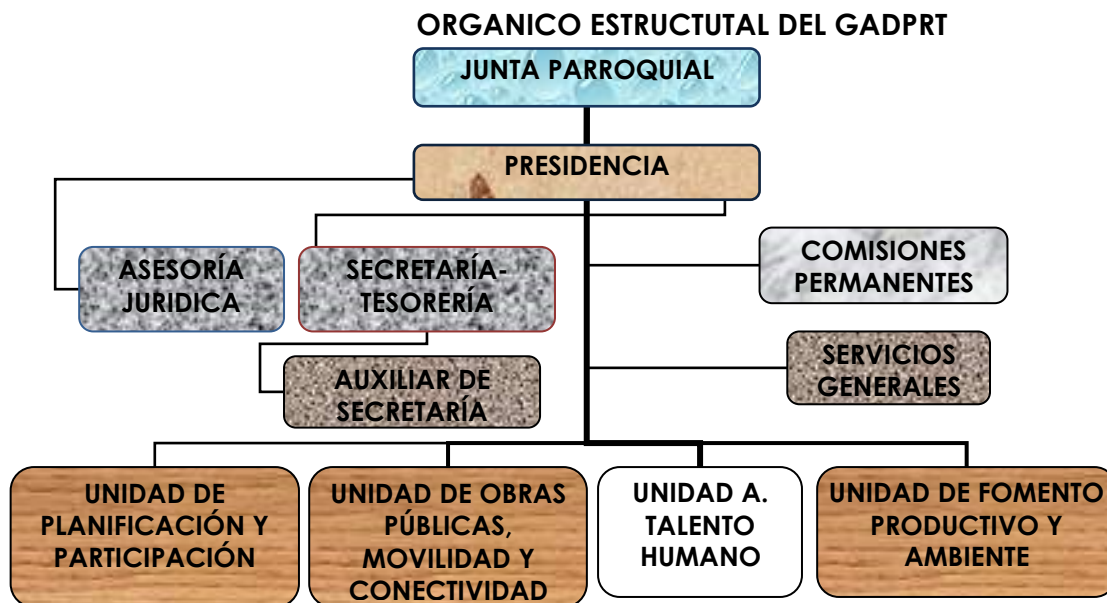 ORGANICO ESTRUCTUTAL DEL GADPRT
JUNTA PARROQUIAL
PRESIDENCIA
ASESORÍA
JURIDICA
SECRETARÍA-
TESORERÍA
COMISIONES
PERMANENTES
AUXILIAR DE
SECRETARÍA
SERVICIOS
GENERALES
UNIDAD DE
PLANIFICACIÓN Y
PARTICIPACIÓN
UNIDAD DE OBRAS
PÚBLICAS,
MOVILIDAD Y
CONECTIVIDAD
UNIDAD A.
TALENTO
HUMANO
UNIDAD DE FOMENTO
PRODUCTIVO Y
AMBIENTE